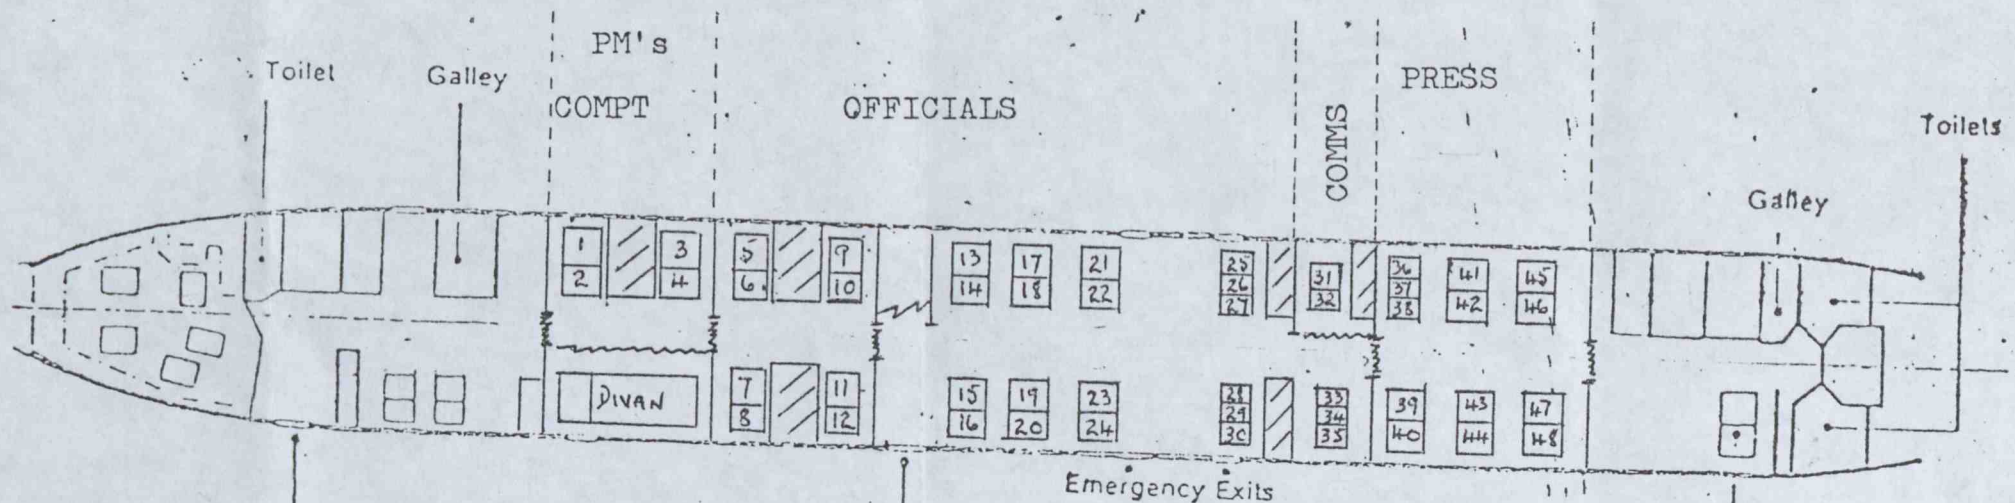 PM's
Toilet
Galley
COMPT
OFFICIALS
COMMS
PRESS
Toilets
Galley
1 3 5 9 13 17 21 25 31 36 41 45
2 4 6 10 14 18 22 26 32 37 42 46
27 38
DIVAN
7 11 15 19 23 28 33 39 43 47
8 12 16 20 24 29 34 40 44 48
30 35
Emergency Exits